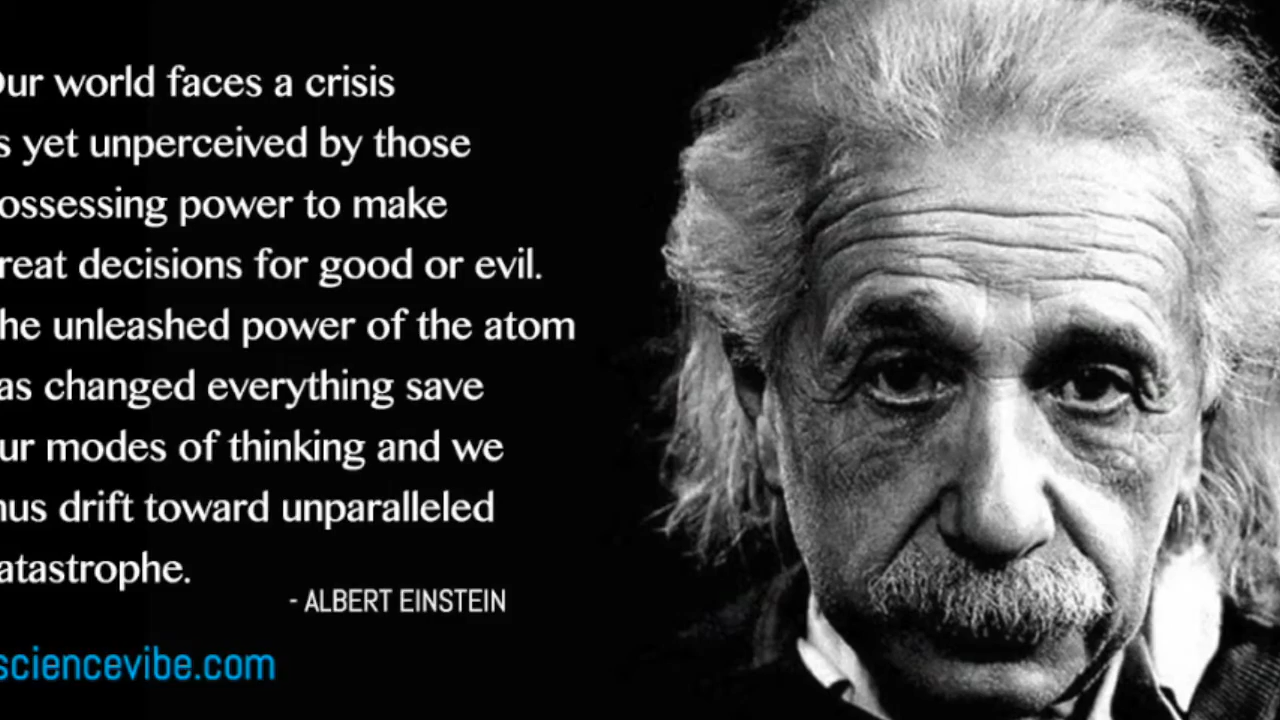 Our world faces a crisis
s yet unperceived by those
ossessing power to make
reat decisions for good or evil.
he unleashed power of the atom
as changed everything save
ur modes of thinking and we
hus drift toward unparalleled
atastrophe.
- ALBERT EINSTEIN
sciencevibe.com